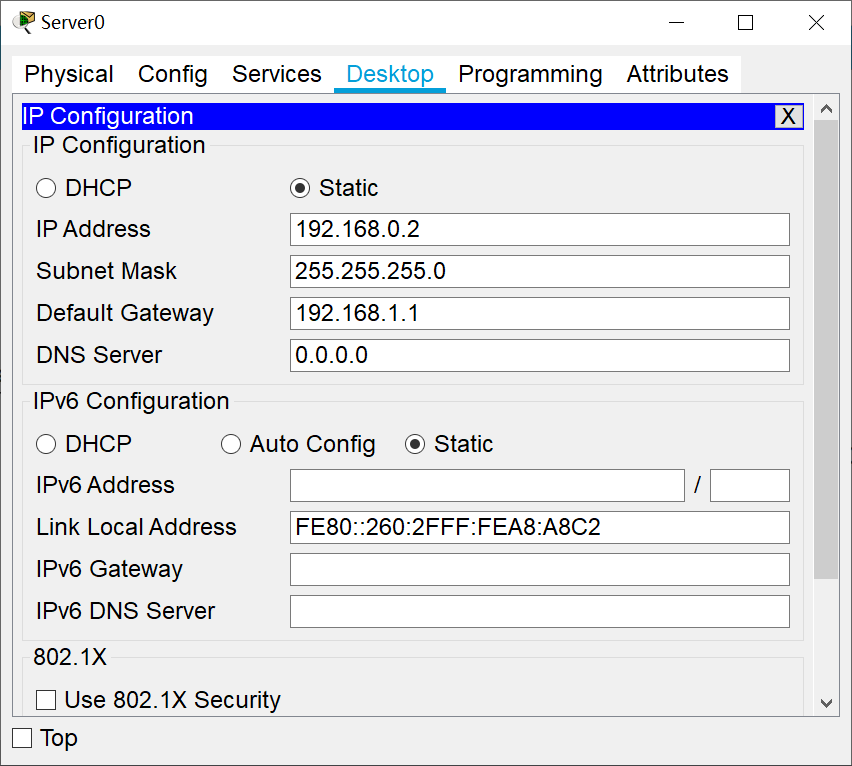 Server0
Physical Config Services Desktop Programming Attributes
IP Configuration X
IP Configuration
DHCP Static
IP Address 192.168.0.2
Subnet Mask 255.255.255.0
Default Gateway 192.168.1.1
DNS Server 0.0.0.0
IPv6 Configuration
DHCP Auto Config Static
IPv6 Address /
Link Local Address FE80::260:2FFF:FEA8:A8C2
IPv6 Gateway
IPv6 DNS Server
802.1X
Use 802.1X Security
Top